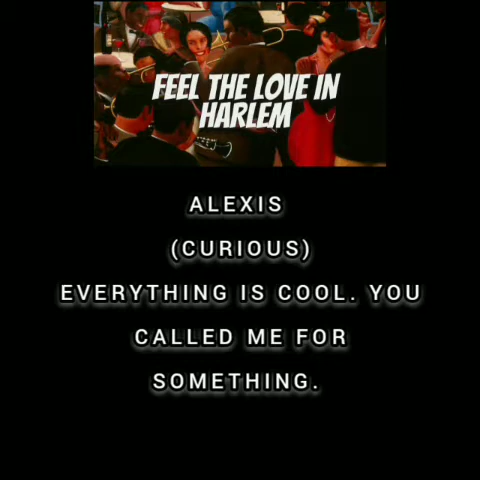 FEEL THE LOVE IN
HARLEM
ALEXIS
(CURIOUS)
EVERYTHING IS COOL. YOU
CALLED ME FOR
SOMETHING.